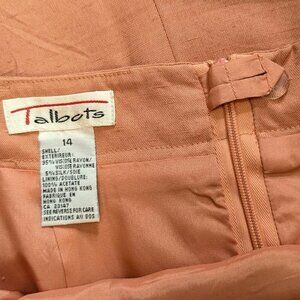 Talbots
14
SHELL/
EXTERIEUR:
95% VISCOSE RAYON/
VISCOSE RAYONNE
5% SILK/SOIE
LINING/DOUBLURE:
100% ACETATE
MADE IN HONG KONG
FABRIQUE EN
HONG KONG
CA
SEE REVERSE FOR CARE
INDICATIONS AU DOS